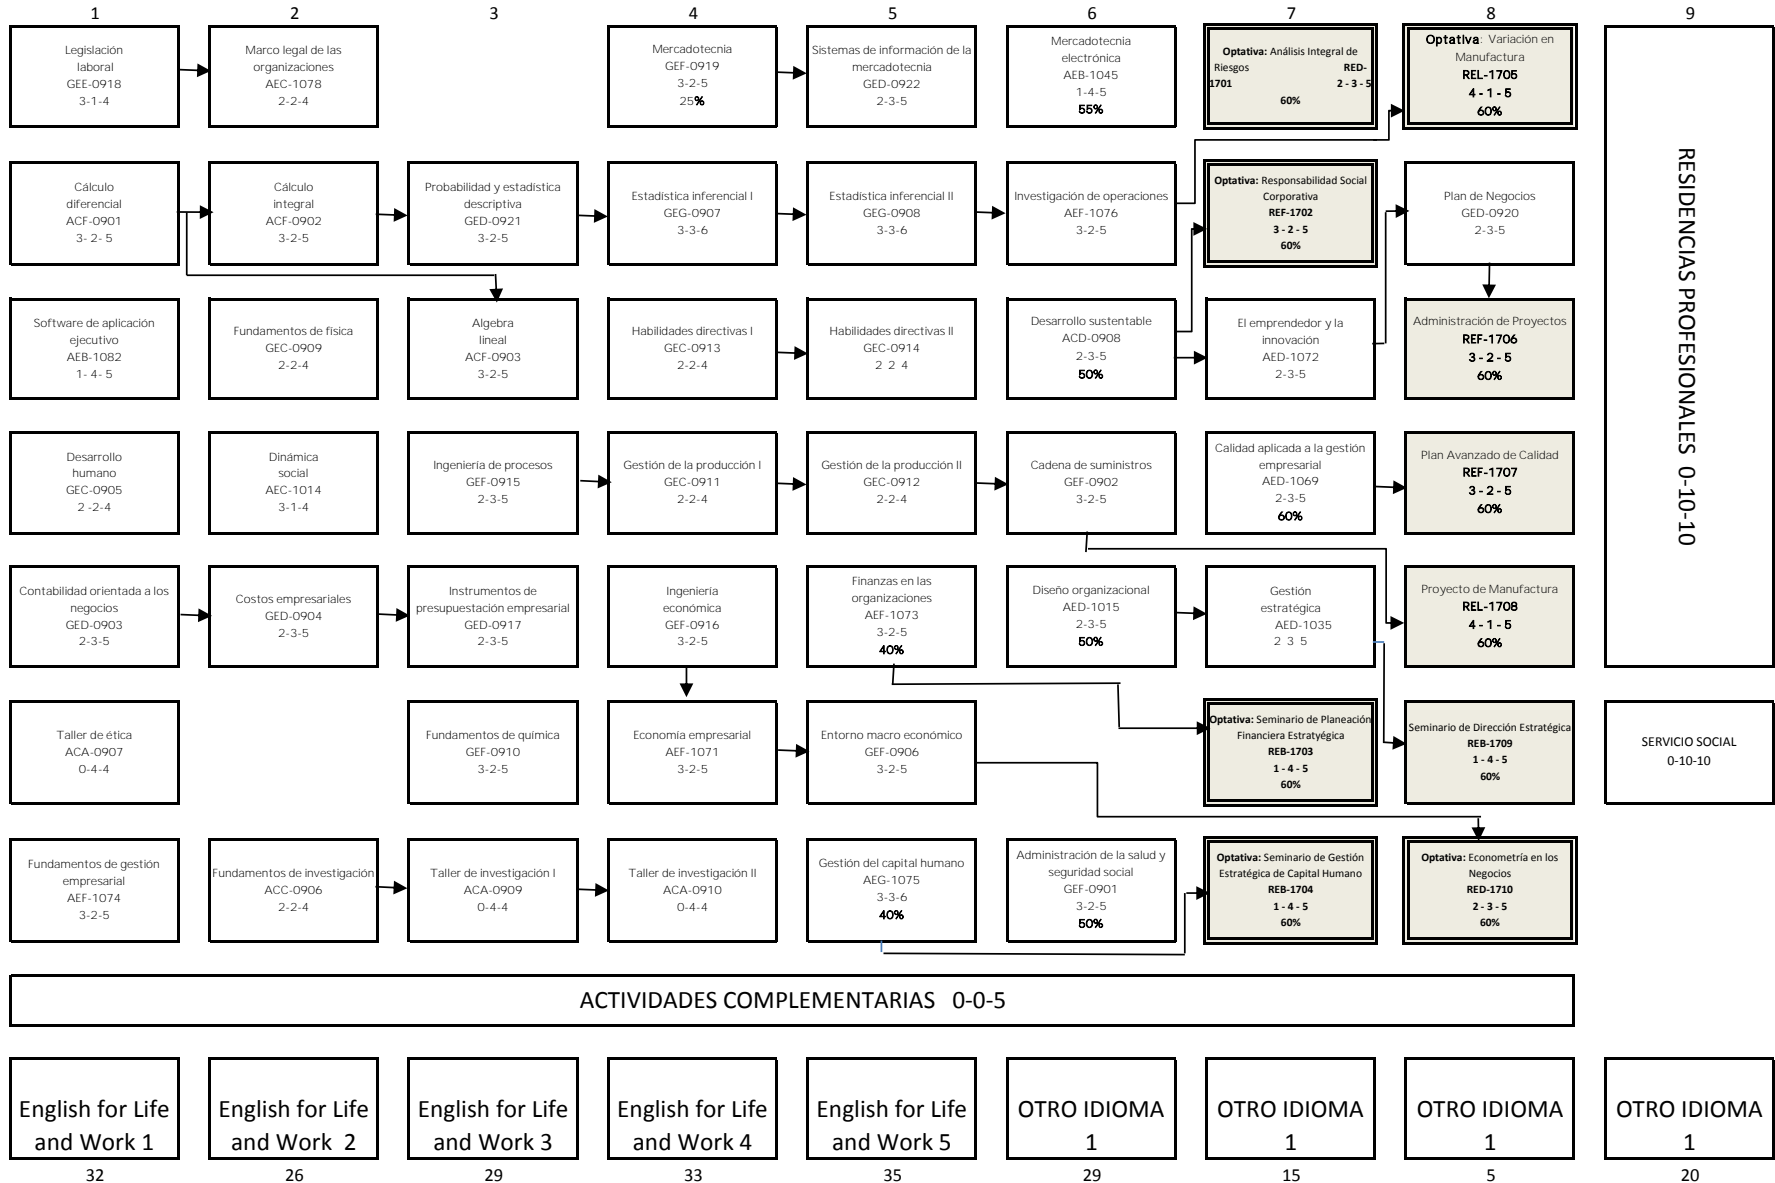 1
2
3
4
5
6
7
8
9
Legislación
laboral
GEE-0918
3-1-4
Marco legal de las
organizaciones
AEC-1078
2-2-4
Mercadotecnia
GEF-0919
3-2-5
25%
Sistemas de información de la
mercadotecnia
GED-0922
2-3-5
Mercadotecnia
electrónica
AEB-1045
1-4-5
55%
Optativa: Análisis Integral de
Riesgos RED-
1701 2 - 3 - 5
60%
Optativa: Variación en
Manufactura
REL-1705
4 - 1 - 5
60%
RESIDENCIAS PROFESIONALES 0-10-10
Cálculo
diferencial
ACF-0901
3- 2- 5
Cálculo
integral
ACF-0902
3-2-5
Probabilidad y estadística
descriptiva
GED-0921
3-2-5
Estadística inferencial I
GEG-0907
3-3-6
Estadística inferencial II
GEG-0908
3-3-6
Investigación de operaciones
AEF-1076
3-2-5
Optativa: Responsabilidad Social
Corporativa
REF-1702
3 - 2 - 5
60%
Plan de Negocios
GED-0920
2-3-5
Software de aplicación
ejecutivo
AEB-1082
1- 4- 5
Fundamentos de física
GEC-0909
2-2-4
Algebra
lineal
ACF-0903
3-2-5
Habilidades directivas I
GEC-0913
2-2-4
Habilidades directivas II
GEC-0914
2 2 4
Desarrollo sustentable
ACD-0908
2-3-5
50%
El emprendedor y la
innovación
AED-1072
2-3-5
Administración de Proyectos
REF-1706
3 - 2 - 5
60%
Desarrollo
humano
GEC-0905
2 -2-4
Dinámica
social
AEC-1014
3-1-4
Ingeniería de procesos
GEF-0915
2-3-5
Gestión de la producción I
GEC-0911
2-2-4
Gestión de la producción II
GEC-0912
2-2-4
Cadena de suministros
GEF-0902
3-2-5
Calidad aplicada a la gestión
empresarial
AED-1069
2-3-5
60%
Plan Avanzado de Calidad
REF-1707
3 - 2 - 5
60%
Contabilidad orientada a los
negocios
GED-0903
2-3-5
Costos empresariales
GED-0904
2-3-5
Instrumentos de
presupuestación empresarial
GED-0917
2-3-5
Ingeniería
económica
GEF-0916
3-2-5
Finanzas en las
organizaciones
AEF-1073
3-2-5
40%
Diseño organizacional
AED-1015
2-3-5
50%
Gestión
estratégica
AED-1035
2 3 5
Proyecto de Manufactura
REL-1708
4 - 1 - 5
60%
Taller de ética
ACA-0907
0-4-4
Fundamentos de química
GEF-0910
3-2-5
Economía empresarial
AEF-1071
3-2-5
Entorno macro económico
GEF-0906
3-2-5
Optativa: Seminario de Planeación
Financiera Estratyégica
REB-1703
1 - 4 - 5
60%
Seminario de Dirección Estratégica
REB-1709
1 - 4 - 5
60%
SERVICIO SOCIAL
0-10-10
Fundamentos de gestión
empresarial
AEF-1074
3-2-5
Fundamentos de investigación
ACC-0906
2-2-4
Taller de investigación I
ACA-0909
0-4-4
Taller de investigación II
ACA-0910
0-4-4
Gestión del capital humano
AEG-1075
3-3-6
40%
Administración de la salud y
seguridad social
GEF-0901
3-2-5
50%
Optativa: Seminario de Gestión
Estratégica de Capital Humano
REB-1704
1 - 4 - 5
60%
Optativa: Econometría en los
Negocios
RED-1710
2 - 3 - 5
60%
ACTIVIDADES COMPLEMENTARIAS 0-0-5
English for Life
and Work 1
English for Life
and Work 2
English for Life
and Work 3
English for Life
and Work 4
English for Life
and Work 5
OTRO IDIOMA
1
OTRO IDIOMA
1
OTRO IDIOMA
1
OTRO IDIOMA
1
32
26
29
33
35
29
15
5
20